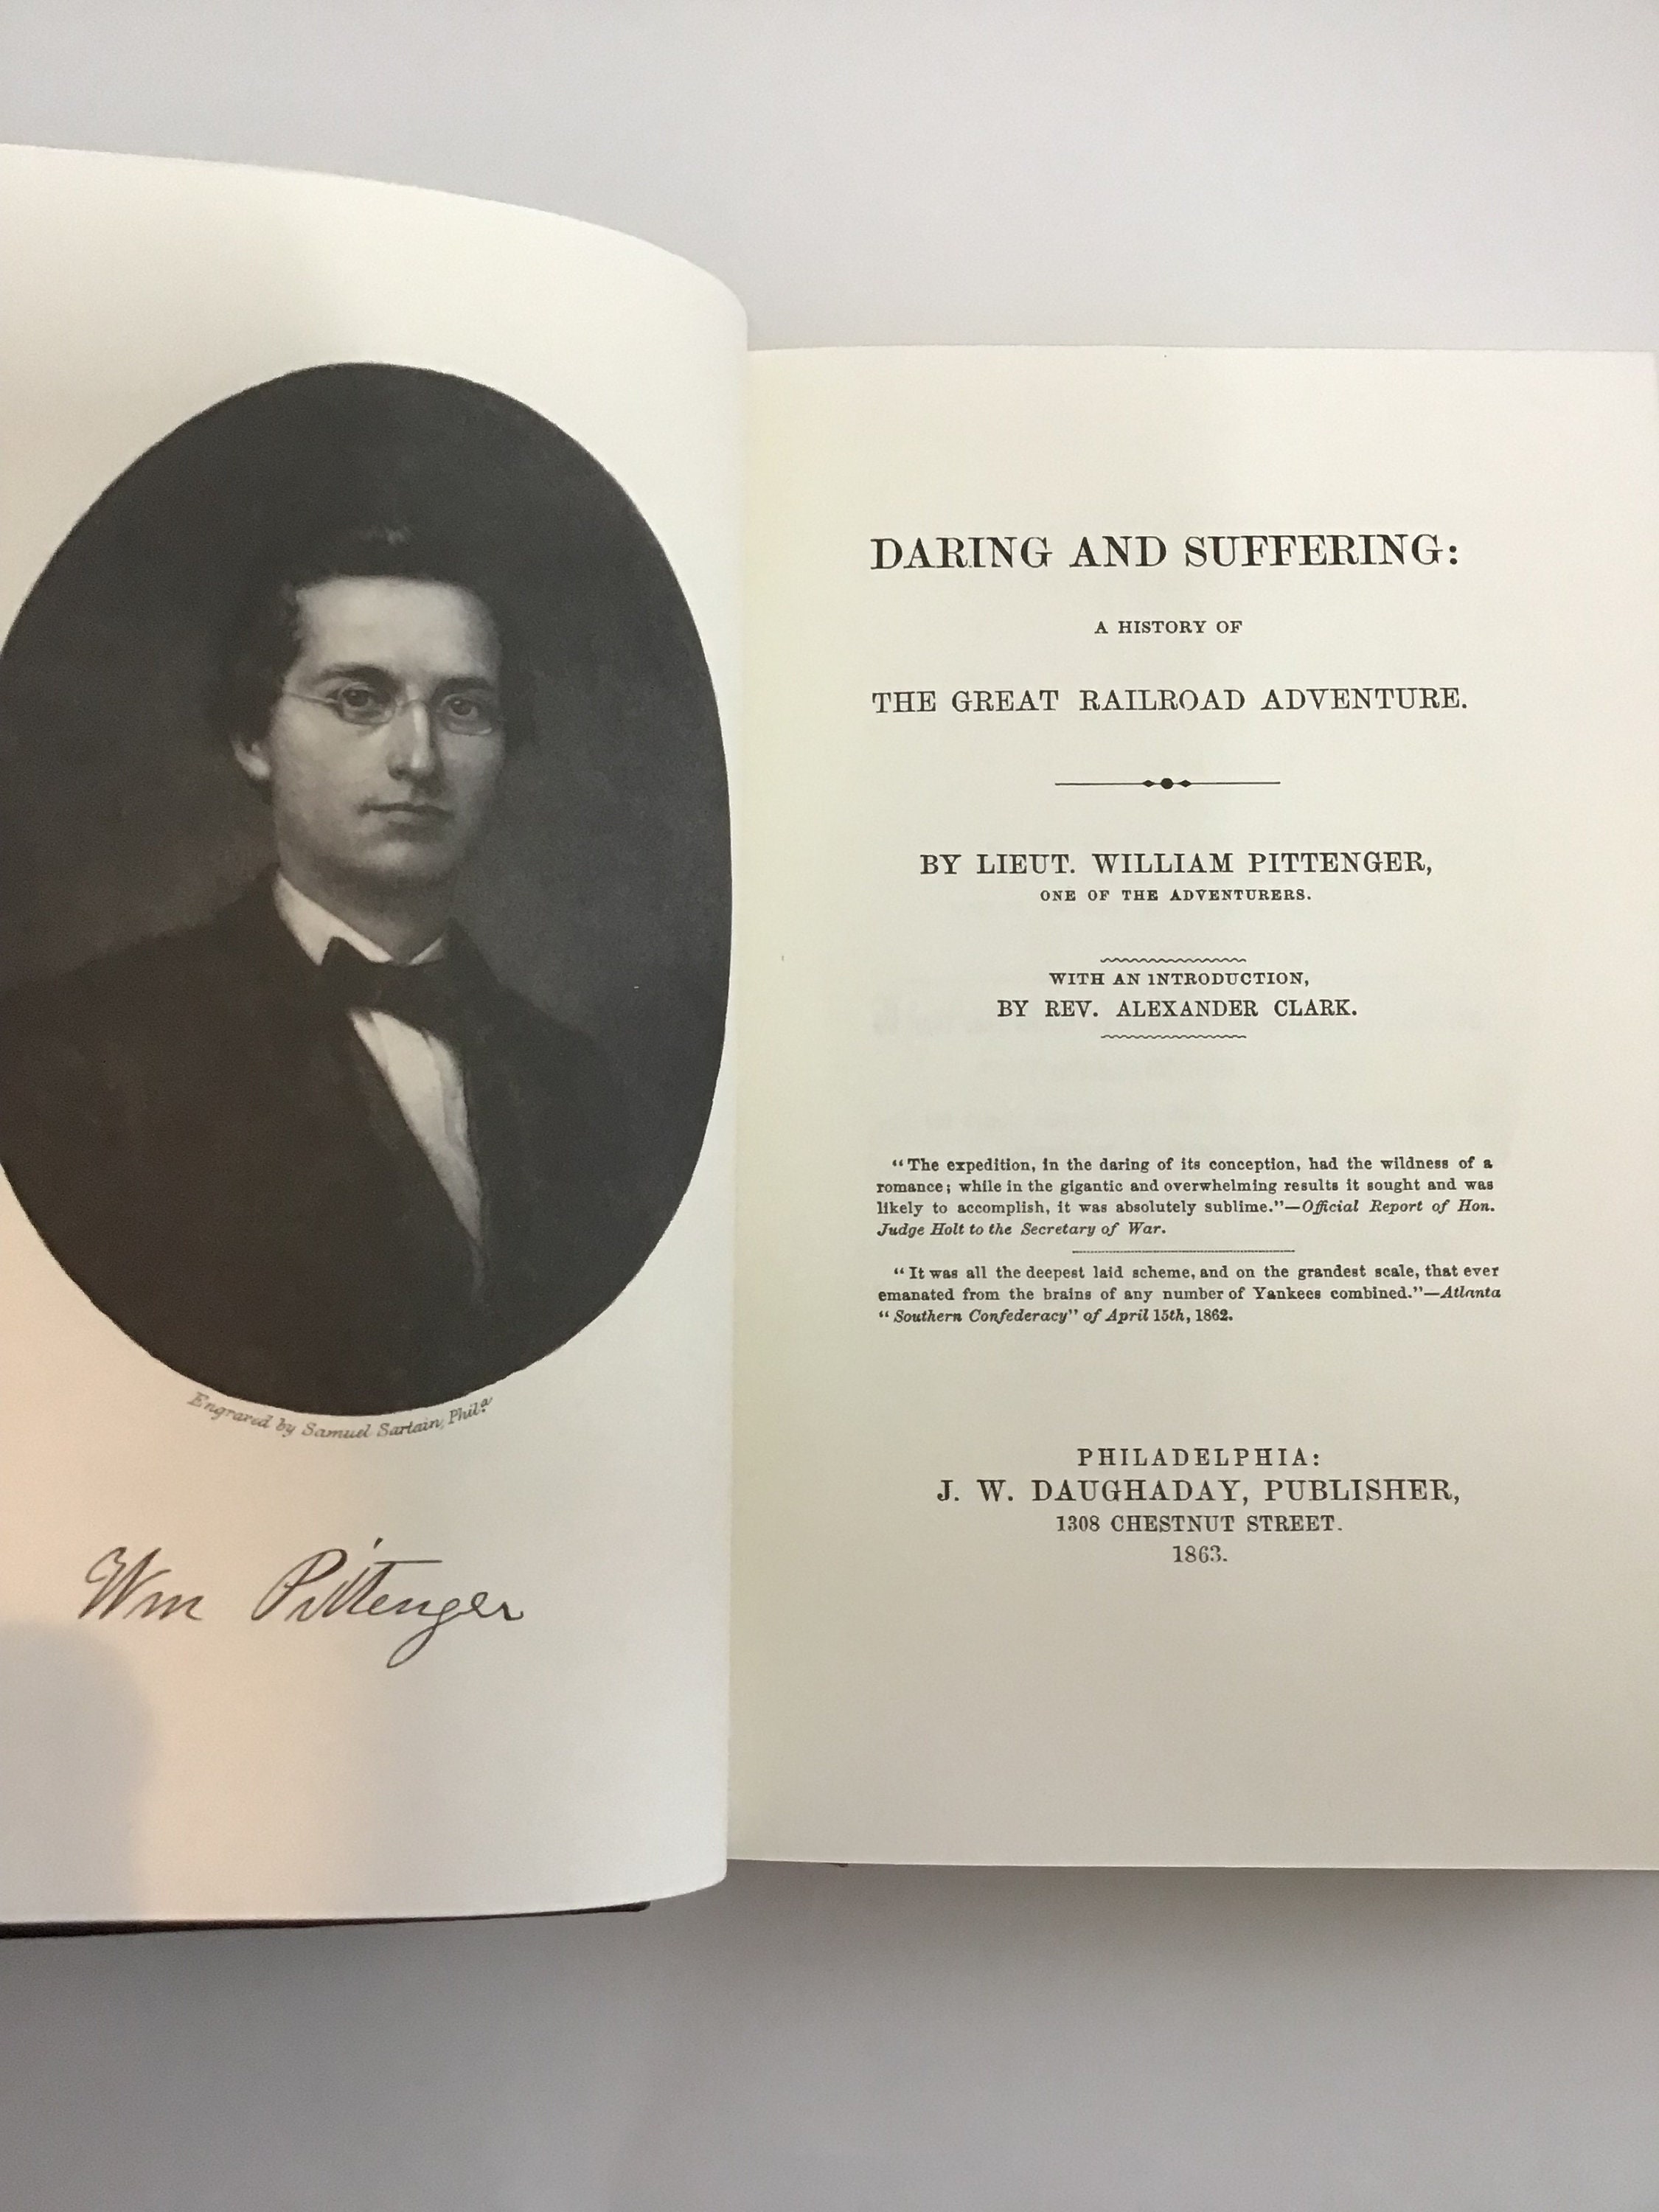 Engraved by Samuel Sartain, Phila
Wm Pittenger
DARING AND SUFFERING:
A HISTORY OF
THE GREAT RAILROAD ADVENTURE.
BY LIEUT. WILLIAM PITTENGER,
ONE OF THE ADVENTURERS.
WITH AN INTRODUCTION,
BY REV. ALEXANDER CLARK.
“The expedition, in the daring of its conception, had the wildness of a
romance; while in the gigantic and overwhelming results it sought and was
likely to accomplish, it was absolutely sublime.”—Official Report of Hon.
Judge Holt to the Secretary of War.
“It was all the deepest laid scheme, and on the grandest scale, that ever
emanated from the brains of any number of Yankees combined.”—Atlanta
“Southern Confederacy” of April 15th, 1862.
PHILADELPHIA:
J. W. DAUGHADAY, PUBLISHER,
1308 CHESTNUT STREET.
1863.